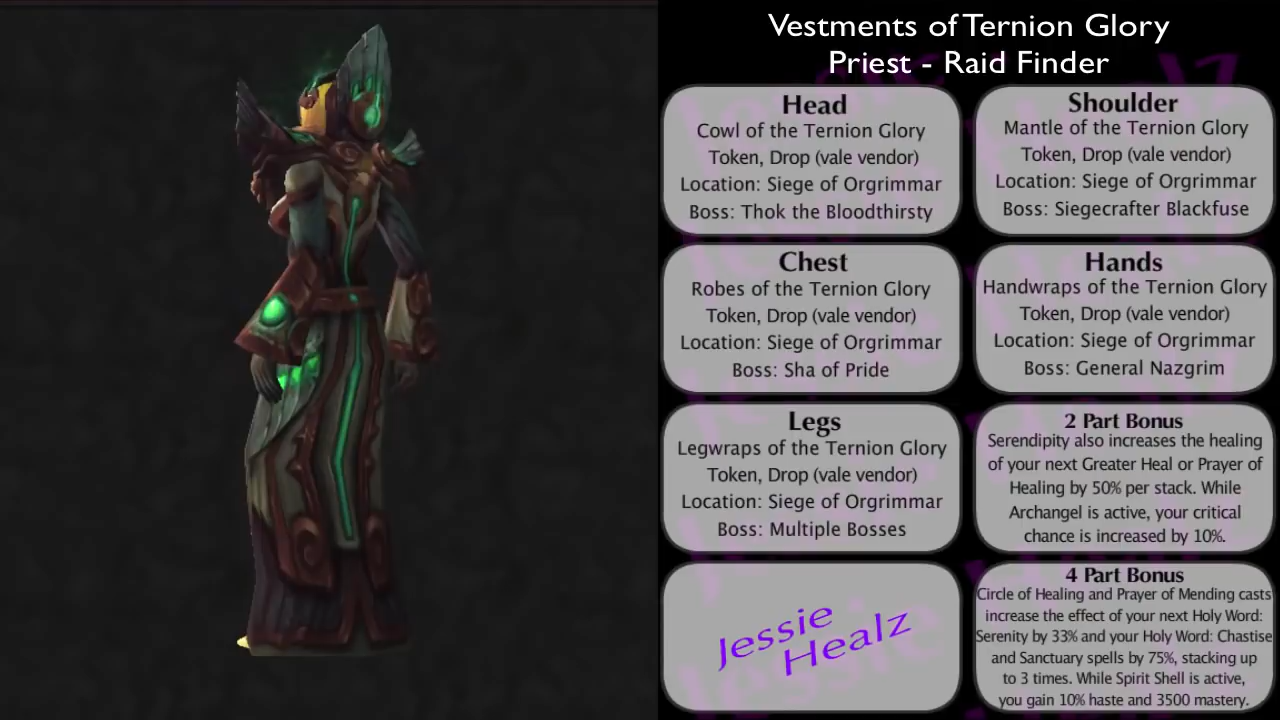 Vestments of Ternion Glory
Priest - Raid Finder
Head
Cowl of the Ternion Glory
Token, Drop (vale vendor)
Location: Siege of Orgrimmar
Boss: Thok the Bloodthirsty
Shoulder
Mantle of the Ternion Glory
Token, Drop (vale vendor)
Location: Siege of Orgrimmar
Boss: Siegecrafter Blackfuse
Chest
Robes of the Ternion Glory
Token, Drop (vale vendor)
Location: Siege of Orgrimmar
Boss: Sha of Pride
Hands
Handwraps of the Ternion Glory
Token, Drop (vale vendor)
Location: Siege of Orgrimmar
Boss: General Nazgrim
Legs
Legwraps of the Ternion Glory
Token, Drop (vale vendor)
Location: Siege of Orgrimmar
Boss: Multiple Bosses
2 Part Bonus
Serendipity also increases the healing
of your next Greater Heal or Prayer of
Healing by 50% per stack. While
Archangel is active, your critical
chance is increased by 10%.
Jessie
Healz
4 Part Bonus
Circle of Healing and Prayer of Mending casts
increase the effect of your next Holy Word:
Serenity by 33% and your Holy Word: Chastise
and Sanctuary spells by 75%, stacking up
to 3 times. While Spirit Shell is active,
you gain 10% haste and 3500 mastery.